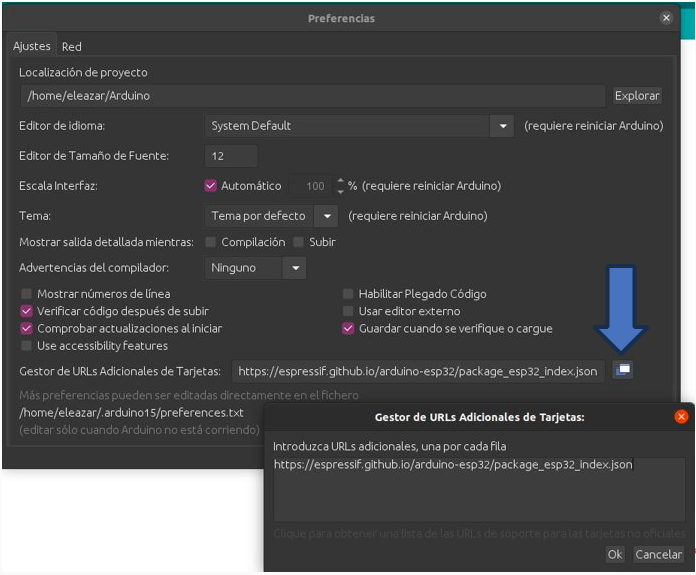 Preferencias
Ajustes Red
Localización de proyecto
/home/eleazar/Arduino Explorar
Editor de idioma: System Default (requiere reiniciar Arduino)
Editor de Tamaño de Fuente: 12
Escala Interfaz: Automático 100 % (requiere reiniciar Arduino)
Tema: Tema por defecto (requiere reiniciar Arduino)
Mostrar salida detallada mientras: Compilación Subir
Advertencias del compilador: Ninguno
Mostrar números de línea Habilitar Plegado Código
Verificar código después de subir Usar editor externo
Comprobar actualizaciones al iniciar Guardar cuando se verifique o cargue
Use accessibility features
Gestor de URLs Adicionales de Tarjetas: https://espressif.github.io/arduino-esp32/package_esp32_index.json
Más preferencias pueden ser editadas directamente en el fichero
/home/eleazar/.arduino15/preferences.txt
(editar sólo cuando Arduino no está corriendo)
Gestor de URLs Adicionales de Tarjetas:
Introduzca URLs adicionales, una por cada fila
https://espressif.github.io/arduino-esp32/package_esp32_index.json
Clique para obtener una lista de las URLs de soporte para las tarjetas no oficiales
Ok Cancelar